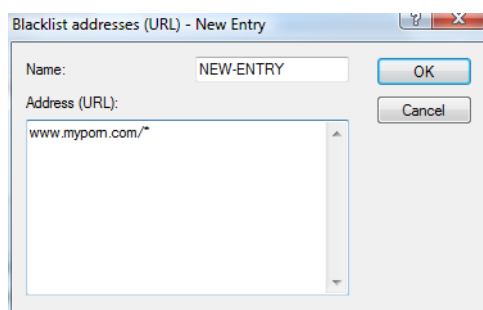 Blacklist addresses (URL) - New Entry
? X
Name: NEW-ENTRY OK
Address (URL): Cancel
www.myporn.com/*